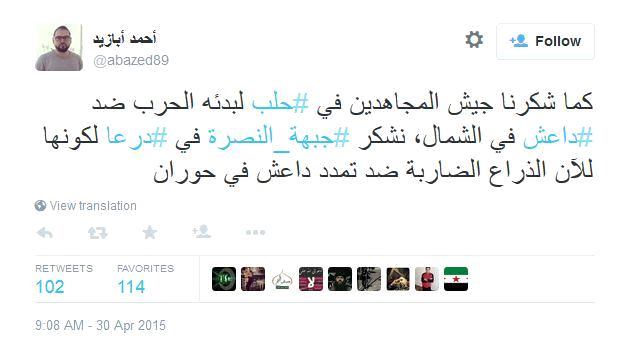 أحمد أبازيد
@abazed89
Follow
كما شكرنا جيش المجاهدين في #حلب لبدئه الحرب ضد
#داعش في الشمال، نشكر #جبهة_النصرة في #درعا لكونها
للآن الذراع الضاربة ضد تمدد داعش في حوران
View translation
RETWEETS FAVORITES
102 114
9:08 AM - 30 Apr 2015